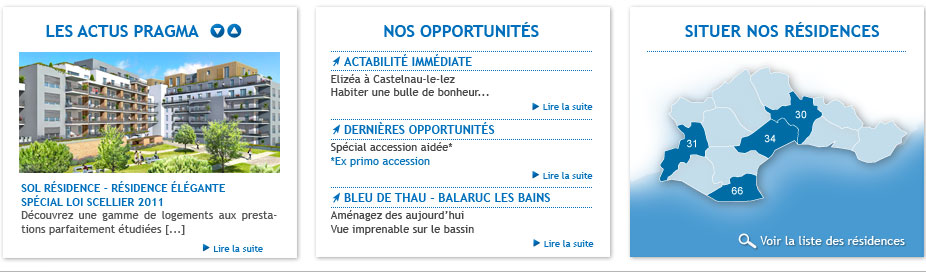 LES ACTUS PRAGMA
SOL RÉSIDENCE - RÉSIDENCE ÉLÉGANTE
SPÉCIAL LOI SCELLIER 2011
Découvrez une gamme de logements aux presta-
tions parfaitement étudiées [...]
Lire la suite
NOS OPPORTUNITÉS
ACTABILITÉ IMMÉDIATE
Elizéa à Castelnau-le-lez
Habiter une bulle de bonheur...
Lire la suite
DERNIÈRES OPPORTUNITÉS
Spécial accession aidée*
*Ex primo accession
Lire la suite
BLEU DE THAU - BALARUC LES BAINS
Aménagez des aujourd'hui
Vue imprenable sur le bassin
Lire la suite
SITUER NOS RÉSIDENCES
30
34
31
66
Voir la liste des résidences